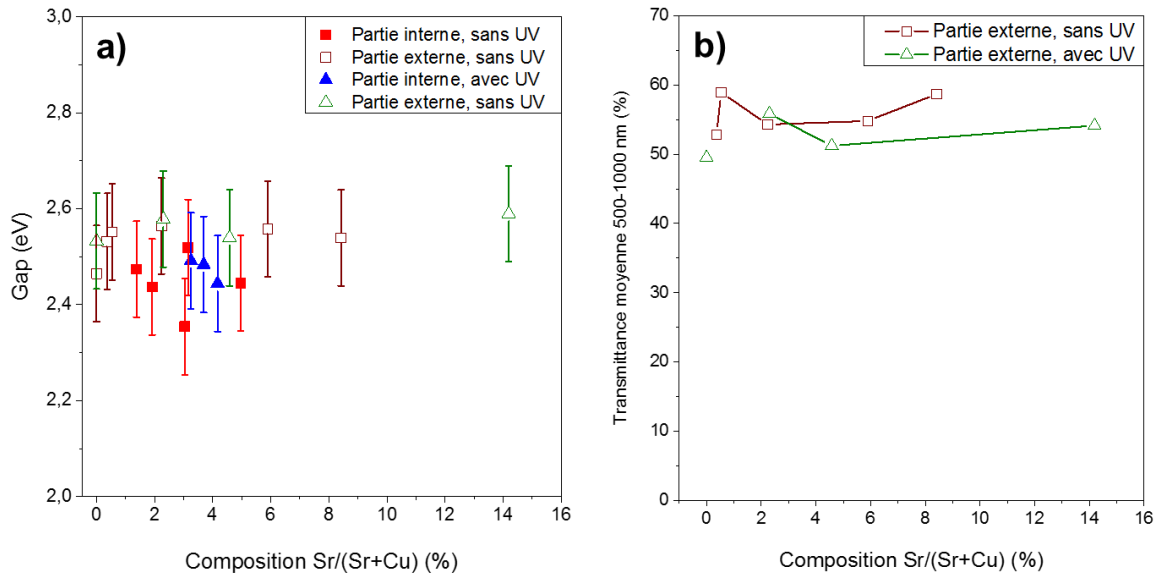 a)
Partie interne, sans UV
Partie externe, sans UV
Partie interne, avec UV
Partie externe, sans UV
3,0
2,8
2,6
2,4
2,2
2,0
Gap (eV)
0 2 4 6 8 10 12 14 16
Composition Sr/(Sr+Cu) (%)
b)
Partie externe, sans UV
Partie externe, avec UV
70
60
50
40
30
20
10
0
Transmittance moyenne 500-1000 nm (%)
0 2 4 6 8 10 12 14 16
Composition Sr/(Sr+Cu) (%)